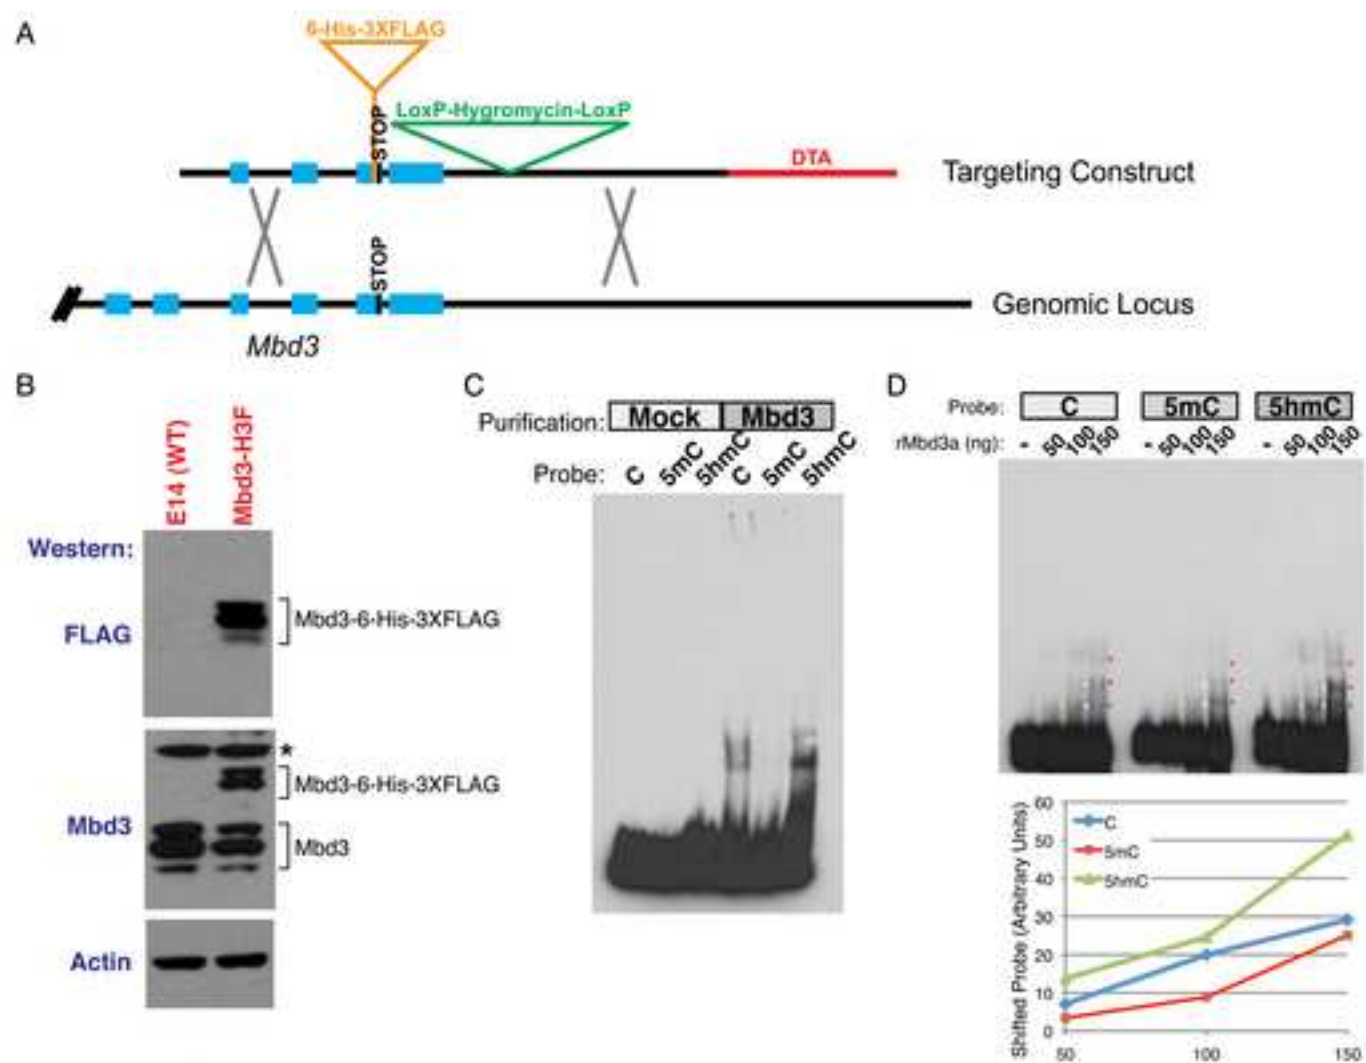 A
6-His-3XFLAG
STOP
LoxP-Hygromycin-LoxP
DTA
Targeting Construct
STOP
Genomic Locus
Mbd3
B
E14 (WT)
Mbd3-H3F
Western:
FLAG
Mbd3-6-His-3XFLAG
*
Mbd3-6-His-3XFLAG
Mbd3
Mbd3
Actin
C
Purification: Mock Mbd3
Probe: C 5mC 5hmC C 5mC 5hmC
D
Probe: C 5mC 5hmC
rMbd3a (ng): - 50 100 150 - 50 100 150 - 50 100 150
Shifted Probe (Arbitrary Units)
60
50
40
30
20
10
0
C
5mC
5hmC
50 100 150